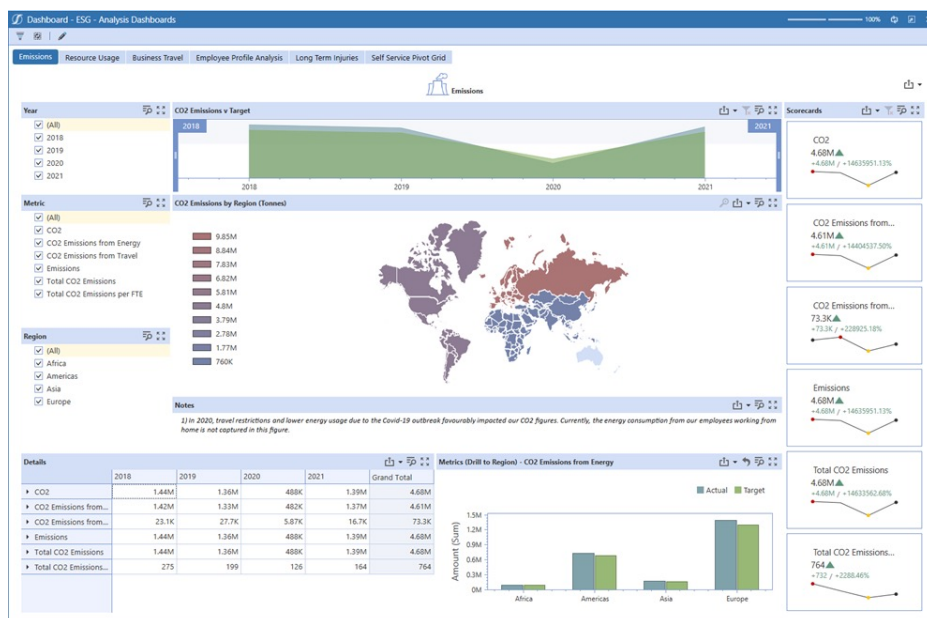 Dashboard - ESG - Analysis Dashboards
100%
Emissions
Resource Usage
Business Travel
Employee Profile Analysis
Long Term Injuries
Self Service Pivot Grid
Emissions
Year
(All)
2018
2019
2020
2021
Metric
(All)
CO2
CO2 Emissions from Energy
CO2 Emissions from Travel
Emissions
Total CO2 Emissions
Total CO2 Emissions per FTE
Region
(All)
Africa
Americas
Asia
Europe
CO2 Emissions v Target
2018
2021
2018 2019 2020 2021
CO2 Emissions by Region (Tonnes)
9.85M
8.84M
7.83M
6.82M
5.81M
4.8M
3.79M
2.78M
1.77M
760K
Notes
1) In 2020, travel restrictions and lower energy usage due to the Covid-19 outbreak favourably impacted our CO2 figures. Currently, the energy consumption from our employees working from
home is not captured in this figure.
Scorecards
CO2
4.68M
+4.68M / +14635951.13%
CO2 Emissions from...
4.61M
+4.61M / +14404537.50%
CO2 Emissions from...
73.3K
+73.3K / +228925.18%
Emissions
4.68M
+4.68M / +14635951.13%
Total CO2 Emissions
4.68M
+4.68M / +14633562.68%
Total CO2 Emissions...
764
+732 / +2288.46%
Details
2018 2019 2020 2021 Grand Total
CO2 1.44M 1.36M 488K 1.39M 4.68M
CO2 Emissions from... 1.42M 1.33M 482K 1.37M 4.61M
CO2 Emissions from... 23.1K 27.7K 5.87K 16.7K 73.3K
Emissions 1.44M 1.36M 488K 1.39M 4.68M
Total CO2 Emissions 1.44M 1.36M 488K 1.39M 4.68M
Total CO2 Emissions... 275 199 126 164 764
Metrics (Drill to Region) - CO2 Emissions from Energy
Actual Target
Amount (Sum)
1.5M
1.2M
0.9M
0.6M
0.3M
0M
Africa Americas Asia Europe